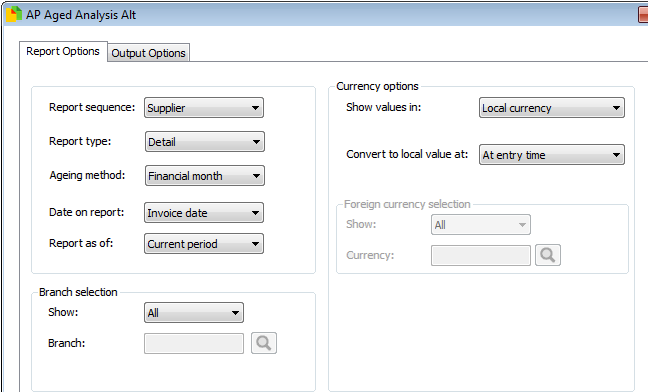 AP Aged Analysis Alt
Report Options
Output Options
Report sequence: Supplier
Report type: Detail
Ageing method: Financial month
Date on report: Invoice date
Report as of: Current period
Branch selection
Show: All
Branch:
Currency options
Show values in: Local currency
Convert to local value at: At entry time
Foreign currency selection
Show: All
Currency: